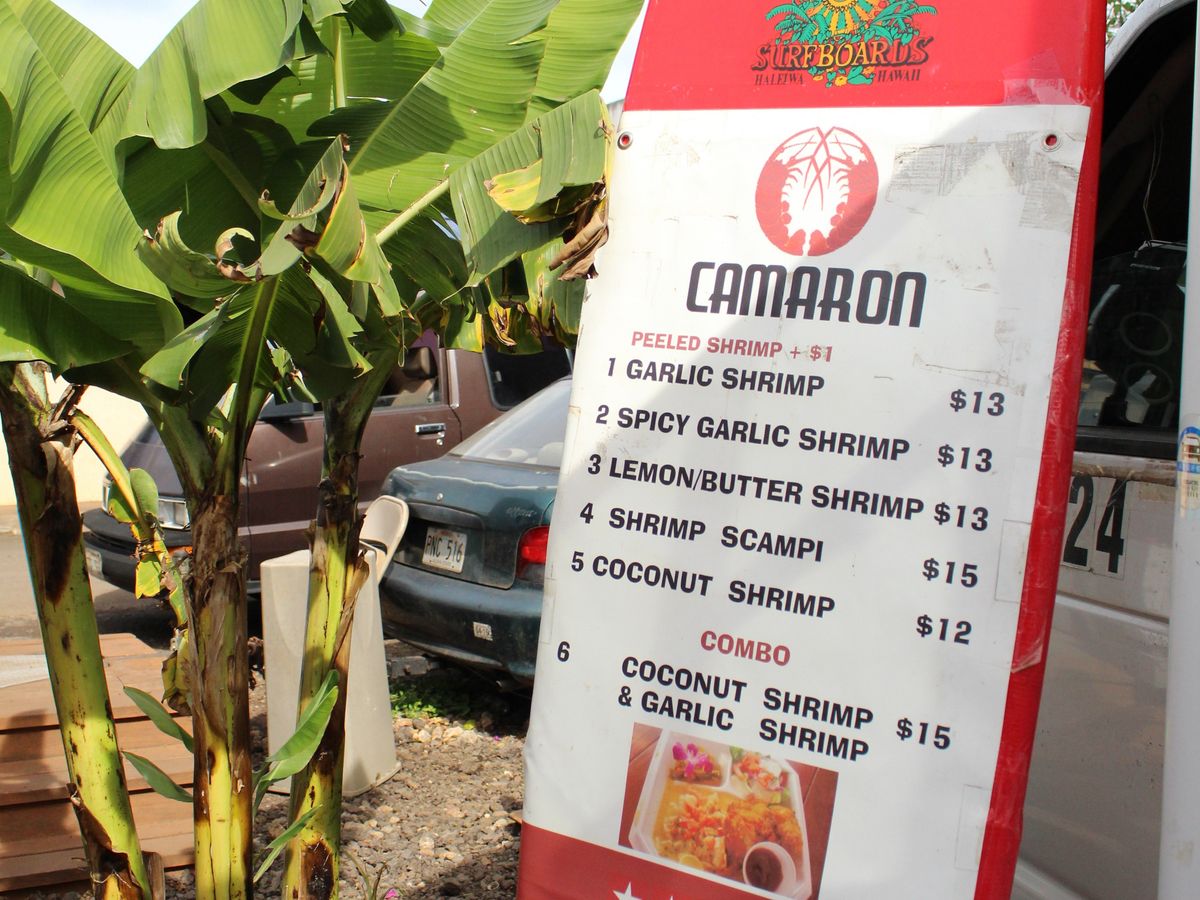 SURFBOARDS
HALEIWA HAWAII
CAMARON
PEELED SHRIMP + $1
1 GARLIC SHRIMP $13
2 SPICY GARLIC SHRIMP $13
3 LEMON/BUTTER SHRIMP $13
4 SHRIMP SCAMPI $15
5 COCONUT SHRIMP $12
COMBO
6 COCONUT SHRIMP $15
& GARLIC SHRIMP
RNC 516
24